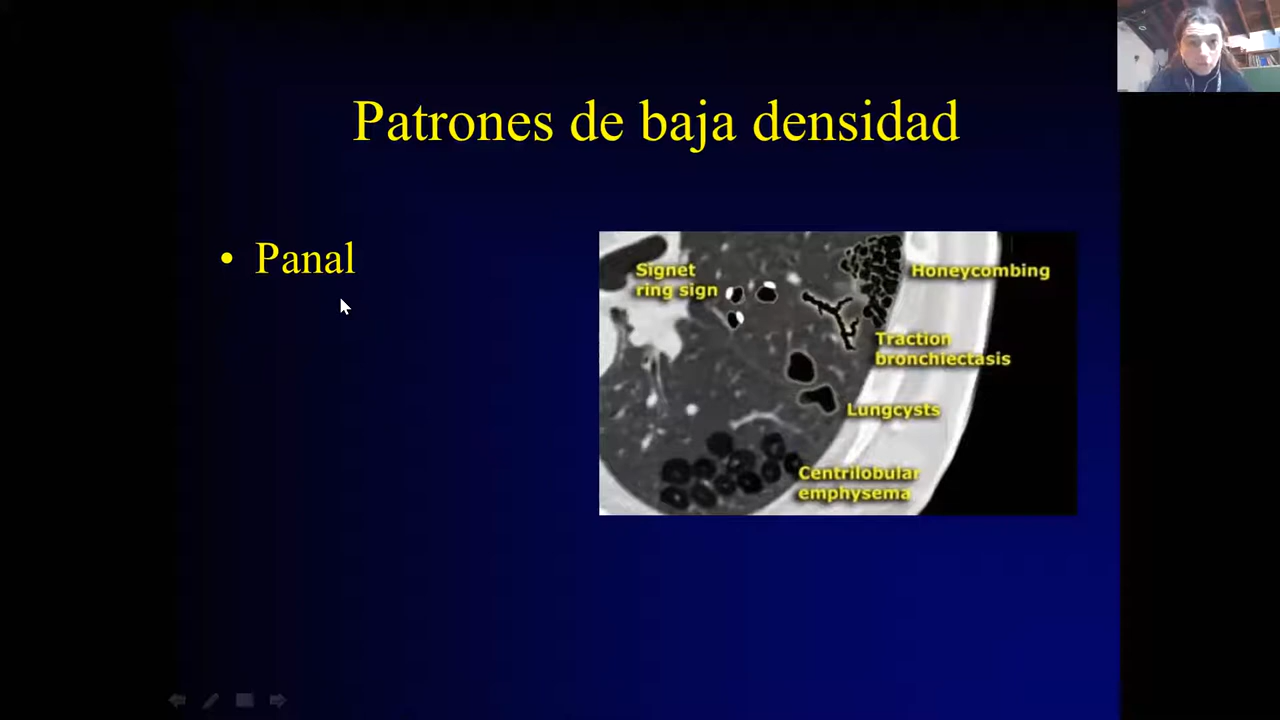 Patrones de baja densidad
• Panal
Signet
ring sign
Honeycombing
Traction
bronchiectasis
Lungcysts
Centrilobular
emphysema